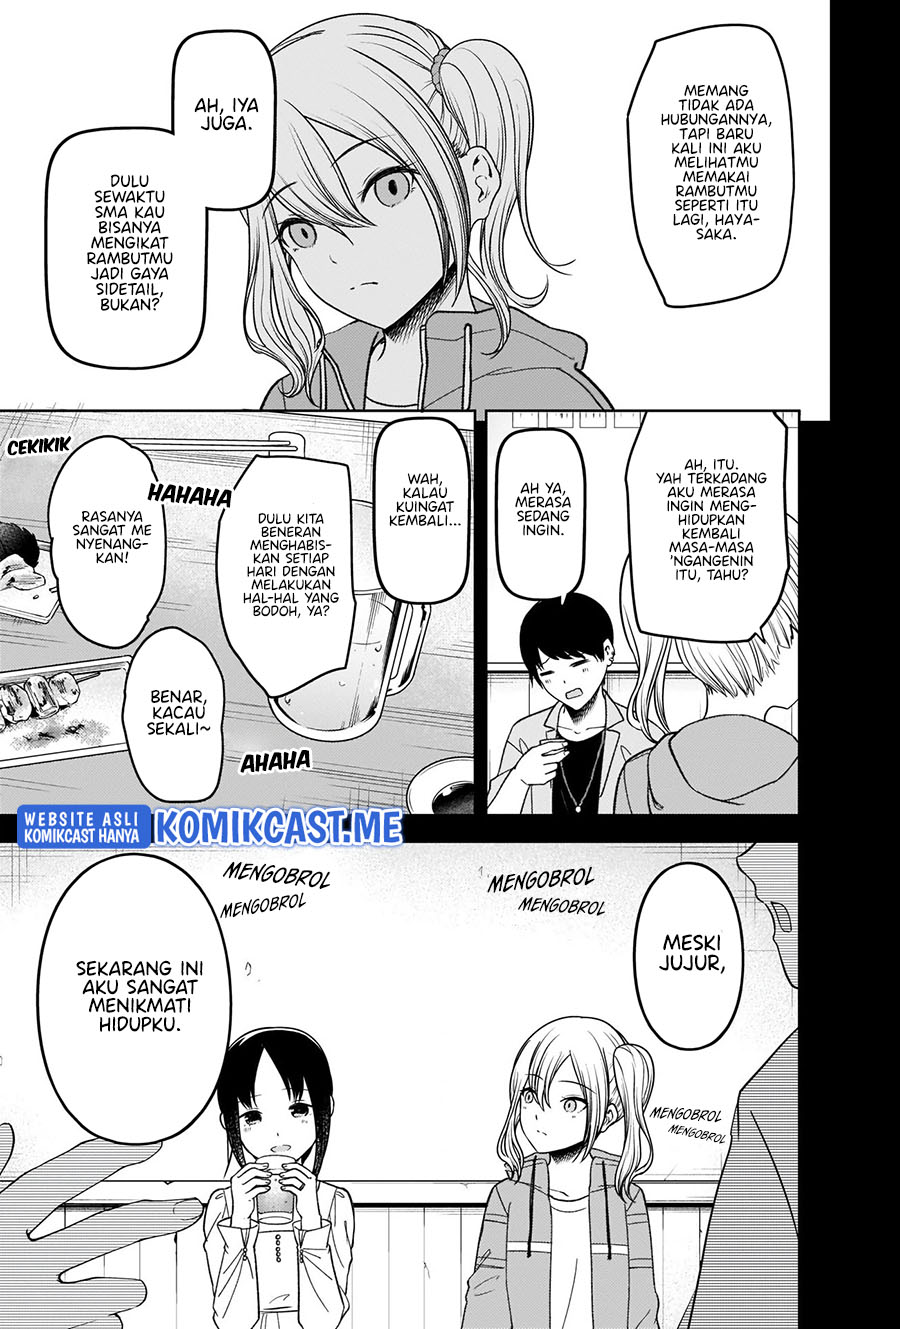 MEMANG
TIDAK ADA
HUBUNGANNYA,
TAPI BARU
KALI INI AKU
MELIHATMU
MEMAKAI
RAMBUTMU
SEPERTI ITU
LAGI, HAYA-
SAKA.
AH, IYA
JUGA.
DULU
SEWAKTU
SMA KAU
BISANYA
MENGIKAT
RAMBUTMU
JADI GAYA
SIDETAIL,
BUKAN?
AH, ITU.
YAH TERKADANG
AKU MERASA
INGIN MENG-
HIDUPKAN
KEMBALI
MASA-MASA
'NGANGENIN
ITU, TAHU?
AH YA,
MERASA
SEDANG
INGIN.
WAH,
KALAU
KUINGAT
KEMBALI...
DULU KITA
BENERAN
MENGHABIS-
KAN SETIAP
HARI DENGAN
MELAKUKAN
HAL-HAL YANG
BODOH, YA?
HAHAHA
CEKIKIK
RASANYA
SANGAT ME
NYENANG-
KAN!
BENAR,
KACAU
SEKALI~
AHAHA
WEBSITE ASLI
KOMIKCAST HANYA
KOMIKCAST.ME
MESKI
JUJUR,
MENGOBROL
MENGOBROL
MENGOBROL
MENGOBROL
SEKARANG INI
AKU SANGAT
MENIKMATI
HIDUPKU.
MENGOBROL
MENGOBROL